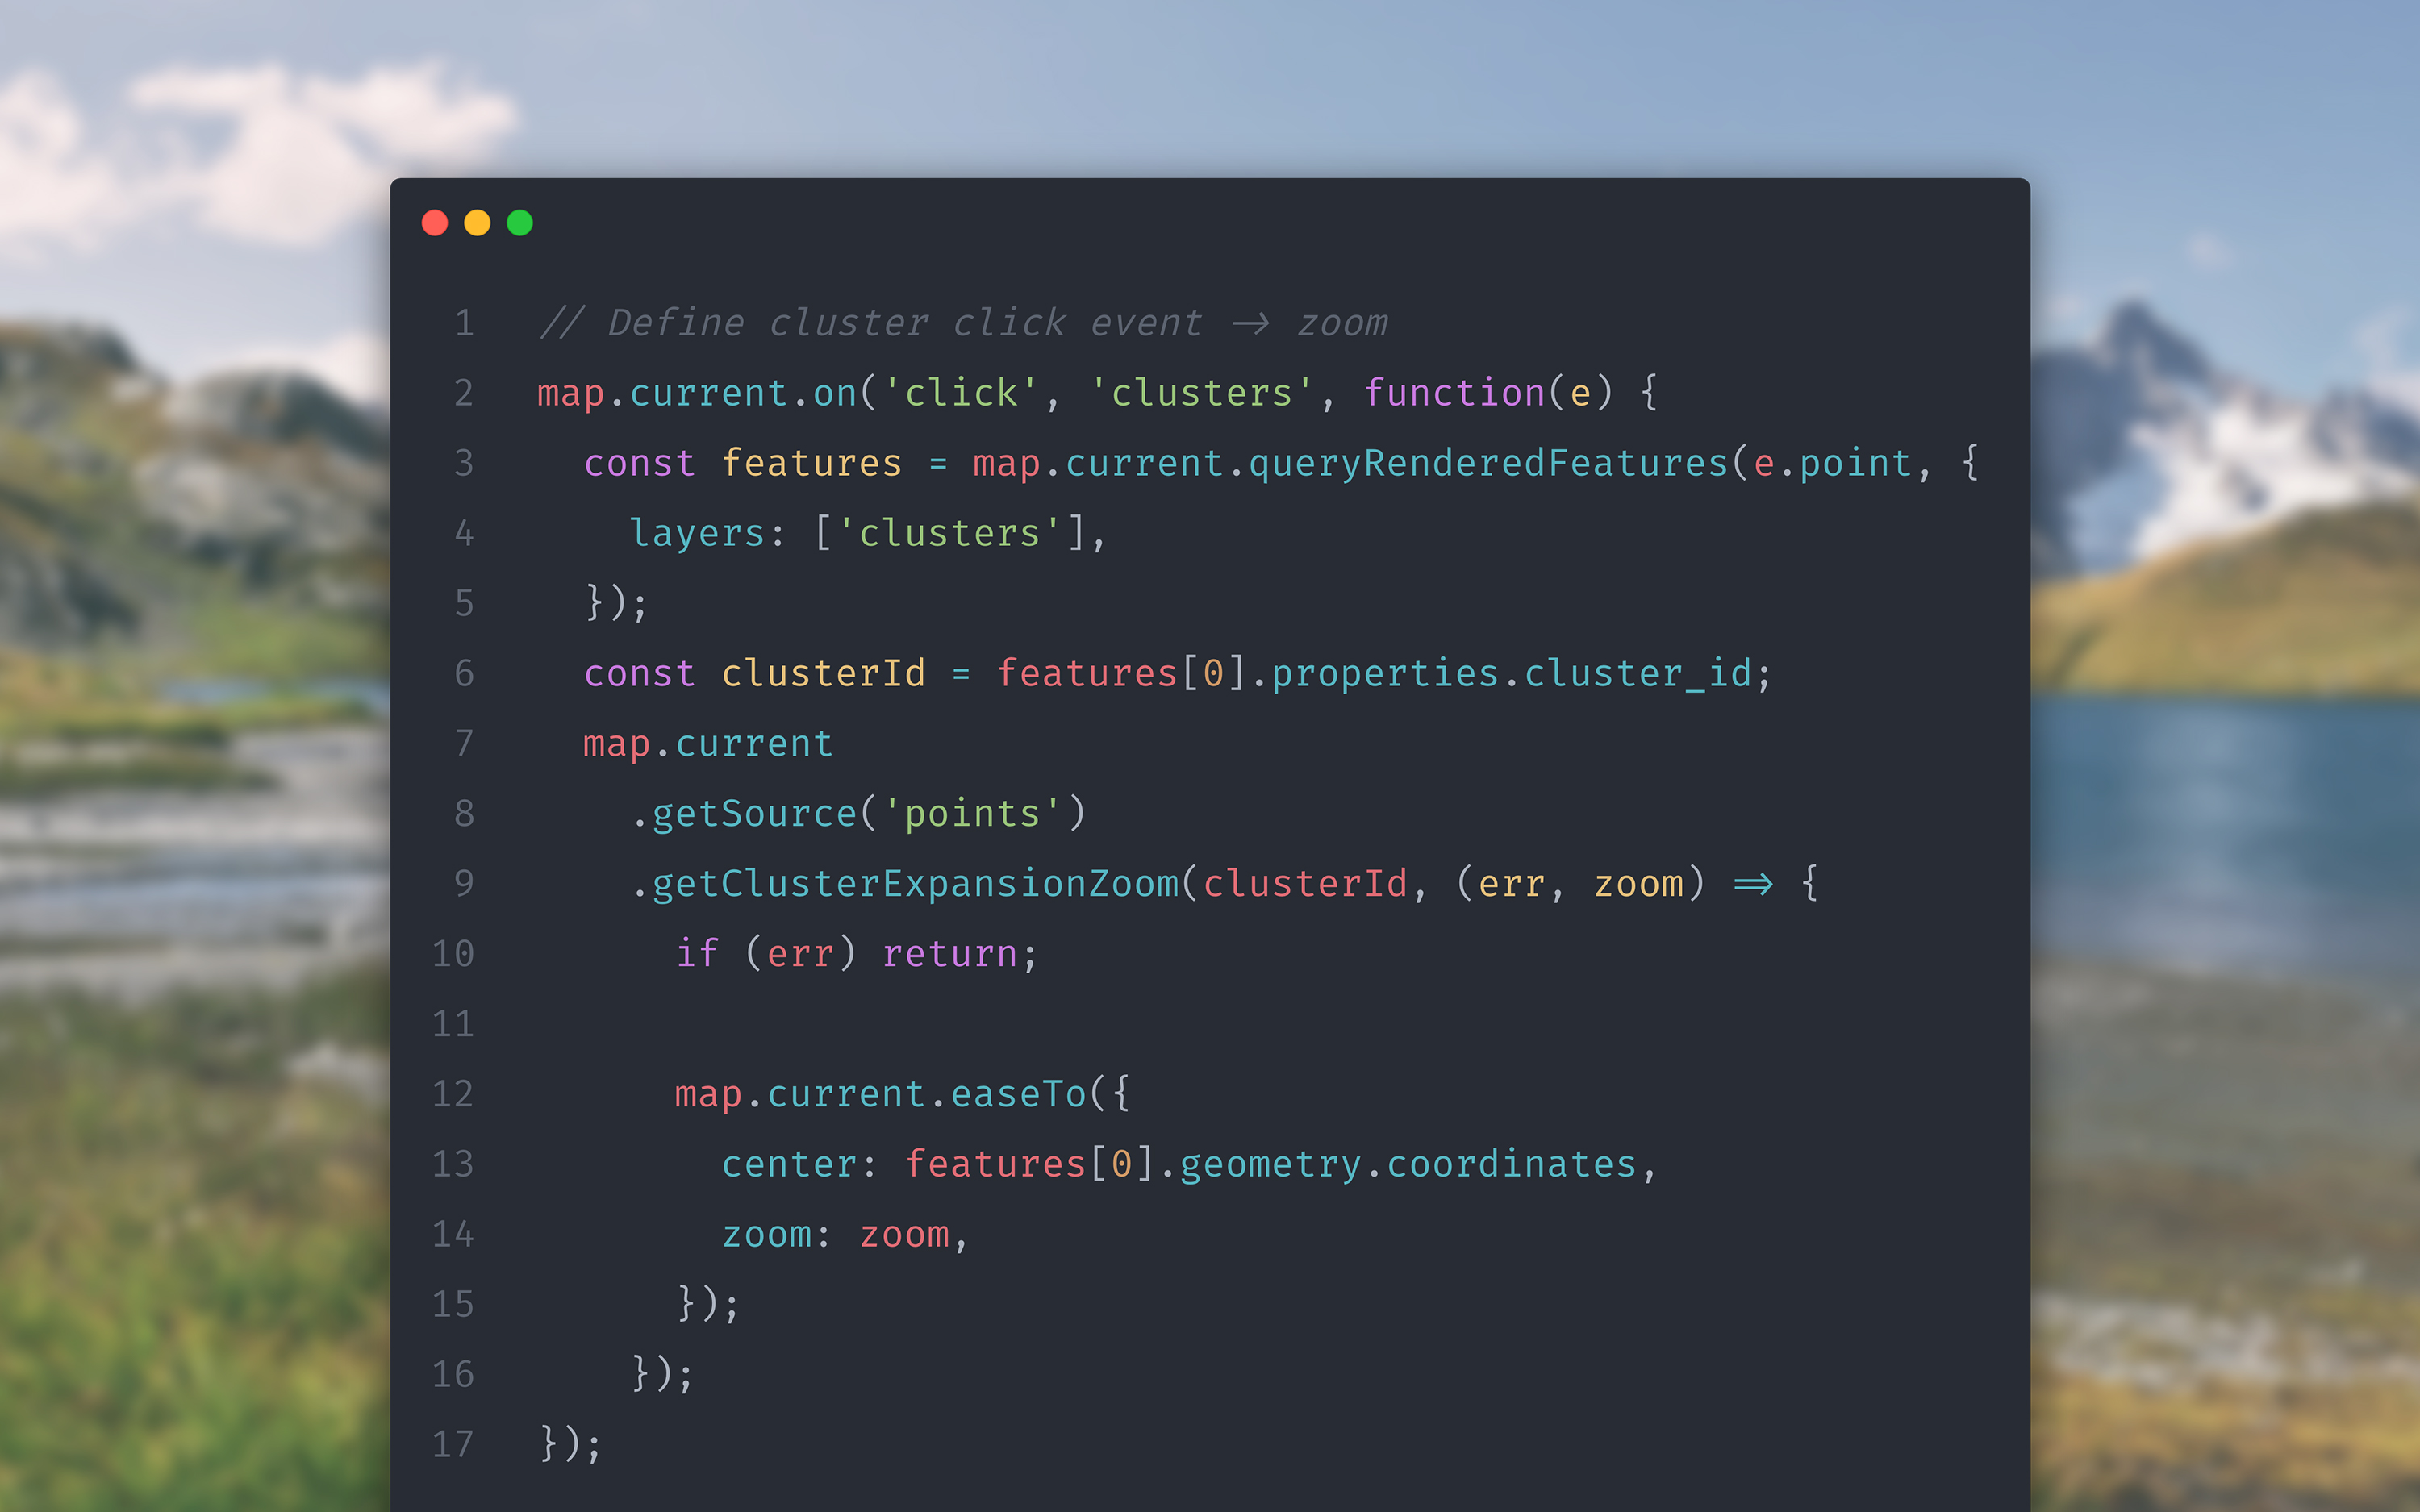 1 // Define cluster click event -> zoom
2 map.current.on('click', 'clusters', function(e) {
3   const features = map.current.queryRenderedFeatures(e.point, {
4     layers: ['clusters'],
5   });
6   const clusterId = features[0].properties.cluster_id;
7   map.current
8     .getSource('points')
9     .getClusterExpansionZoom(clusterId, (err, zoom) => {
10       if (err) return;
11
12       map.current.easeTo({
13         center: features[0].geometry.coordinates,
14         zoom: zoom,
15       });
16     });
17 });